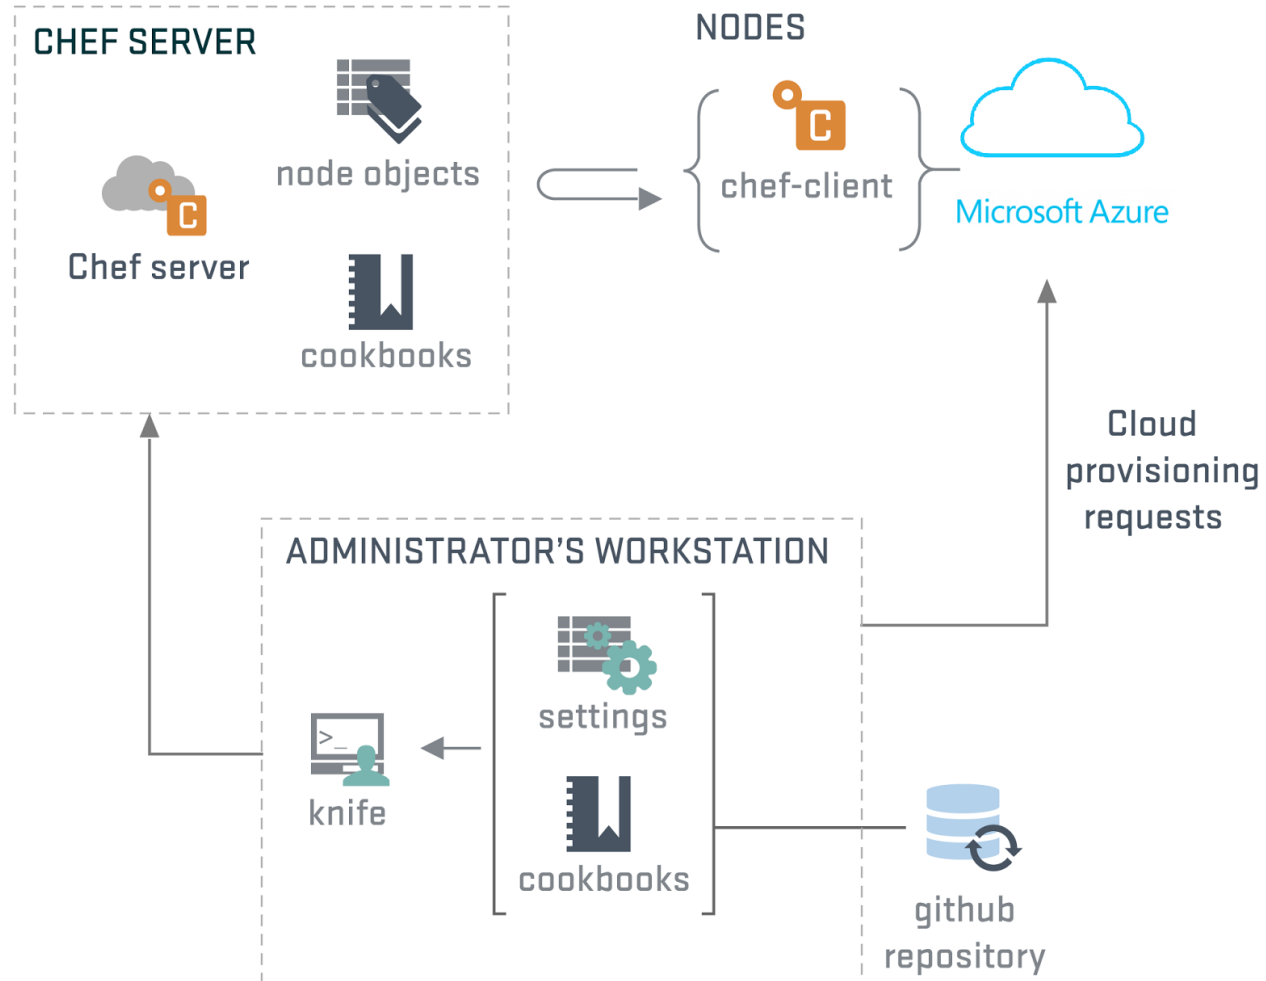 CHEF SERVER
node objects
C
Chef server
cookbooks
NODES
C
chef-client
Microsoft Azure
Cloud
provisioning
requests
ADMINISTRATOR'S WORKSTATION
settings
>_
knife
cookbooks
github
repository